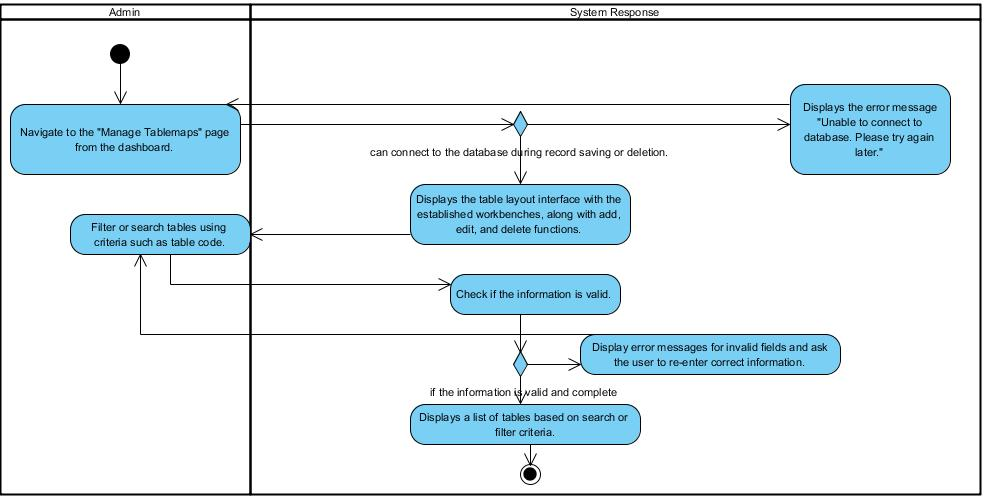 Admin
System Response
Navigate to the "Manage Tablemaps" page
from the dashboard.
Displays the error message
"Unable to connect to
database. Please try again
later."
can connect to the database during record saving or deletion.
Displays the table layout interface with the
established workbenches, along with add,
edit, and delete functions.
Filter or search tables using
criteria such as table code.
Check if the information is valid.
Display error messages for invalid fields and ask
the user to re-enter correct information.
if the information is valid and complete
Displays a list of tables based on search or
filter criteria.